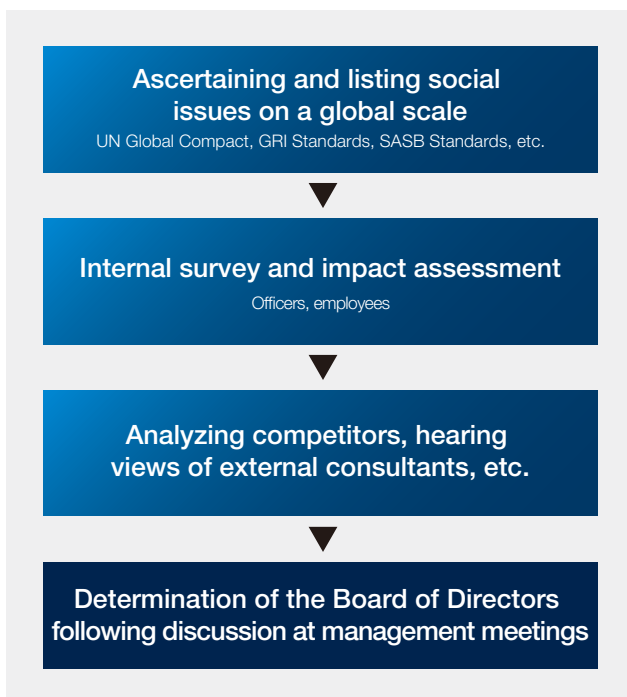 Ascertaining and listing social
issues on a global scale
UN Global Compact, GRI Standards, SASB Standards, etc.
Internal survey and impact assessment
Officers, employees
Analyzing competitors, hearing
views of external consultants, etc.
Determination of the Board of Directors
following discussion at management meetings